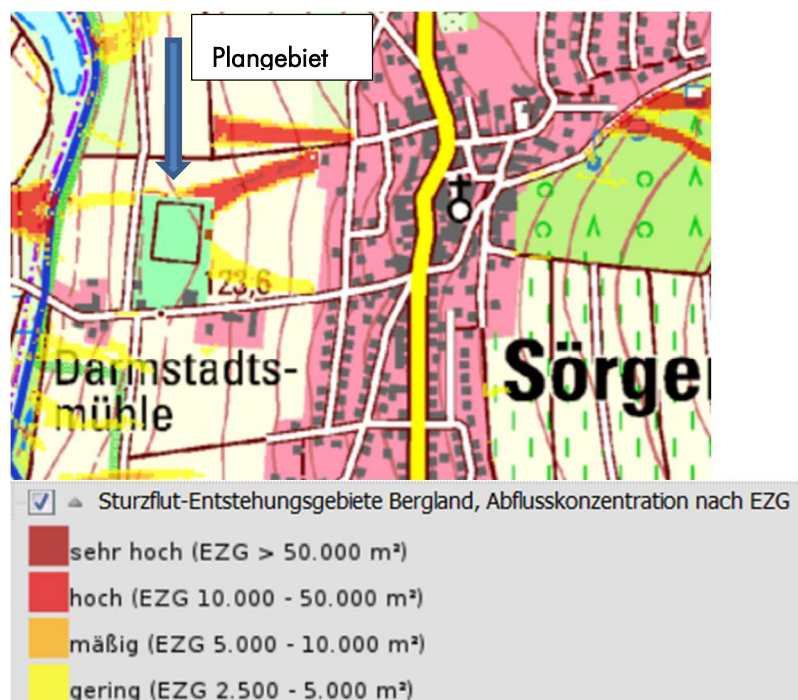 Plangebiet
123,6
Darmstadts-
mühle
Sörge
Sturzflut-Entstehungsgebiete Bergland, Abflusskonzentration nach EZG
sehr hoch (EZG > 50.000 m²)
hoch (EZG 10.000 - 50.000 m²)
mäßig (EZG 5.000 - 10.000 m²)
gering (EZG 2.500 - 5.000 m²)